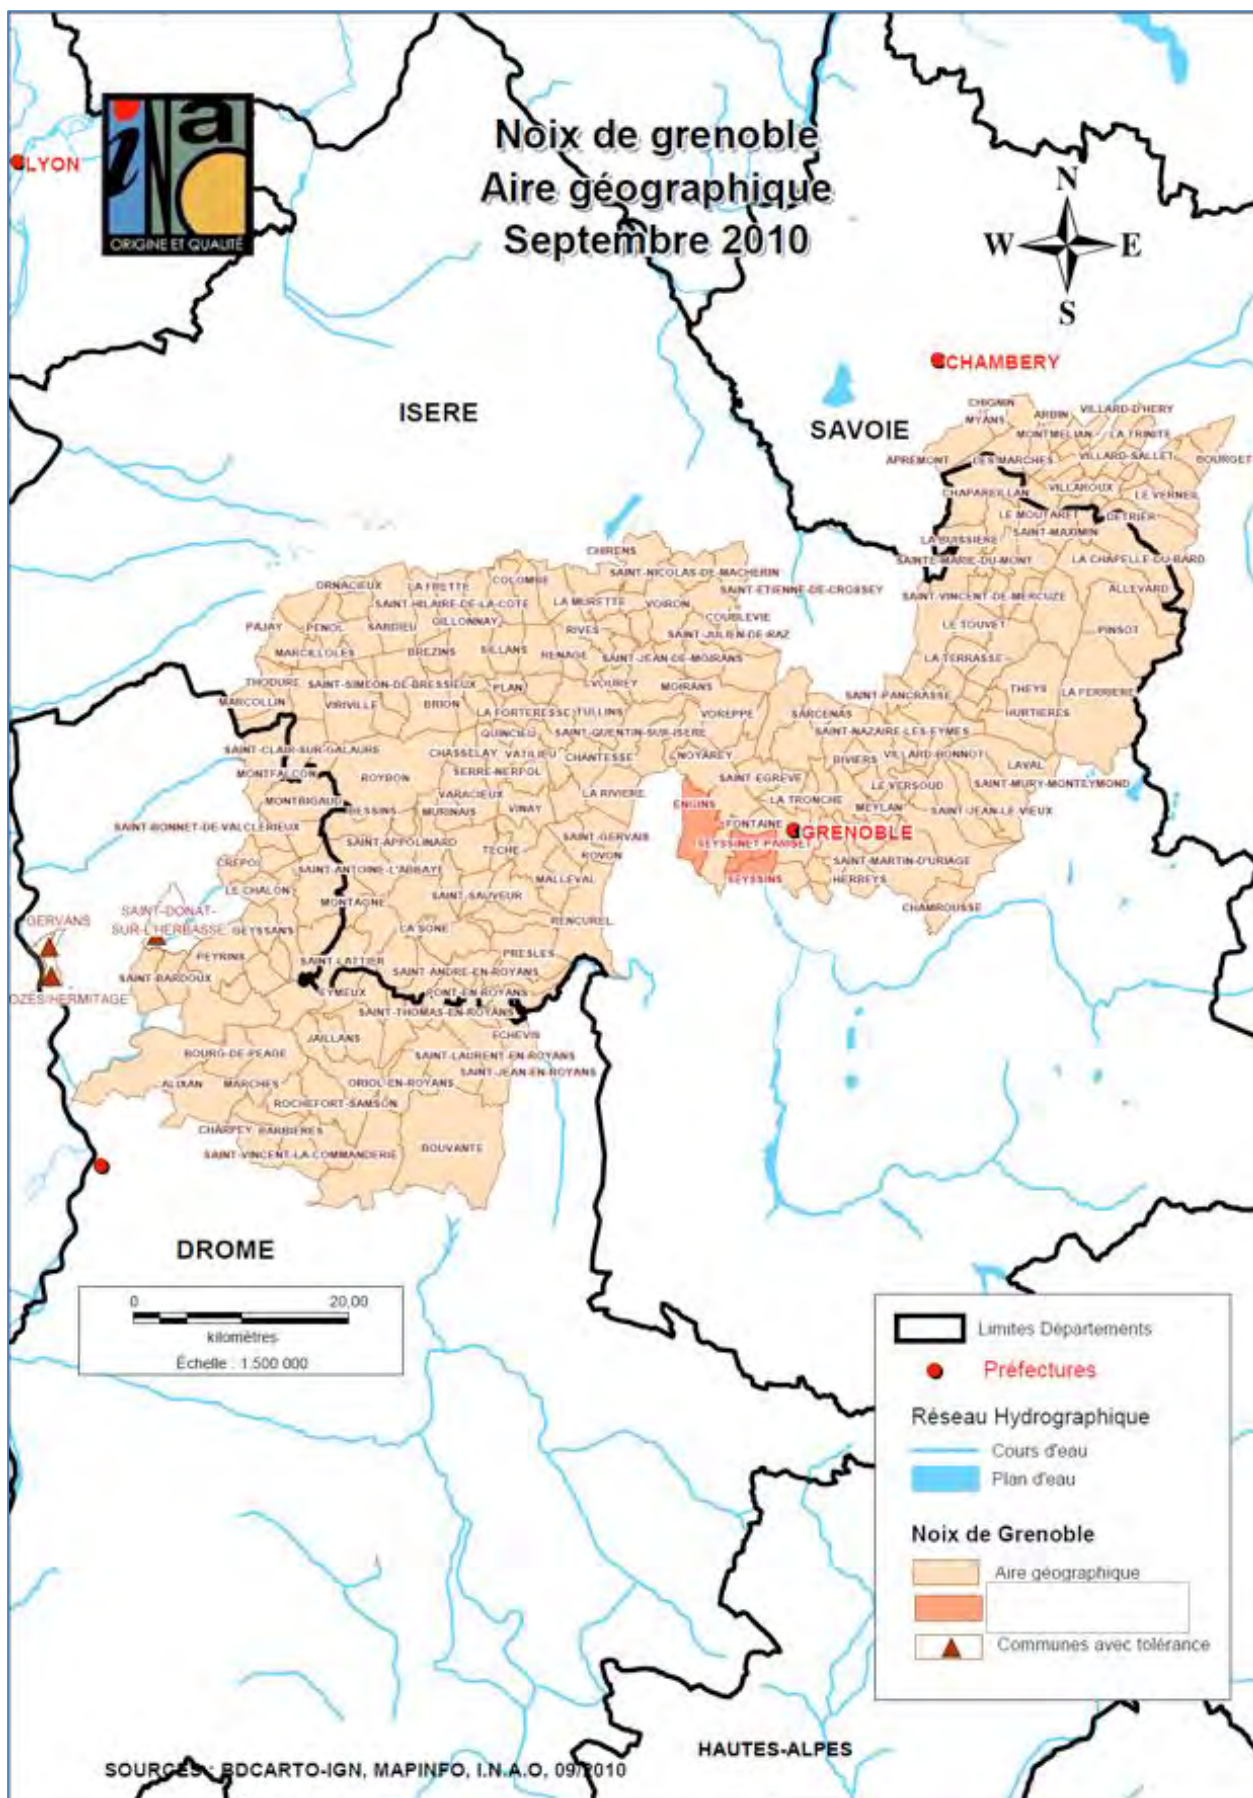 iNaO
ORIGINE ET QUALITÉ
Noix de grenoble
Aire géographique
Septembre 2010
N
W E
S
LYON
CHAMBERY
ISERE
SAVOIE
CHIGNIN
MYANS
ARBIN
VILLARD-D'HERY
MONTMELIAN
LA TRINITE
APREMONT
LES MARCHES
VILLARD-SALLET
BOURGET
CHAPAREILLAN
VILLAROUX
LE VERNEIL
LE MOUTARET
DETRIER
SAINT-MAXIMIN
LA BUISSIERE
SAINTE-MARIE-DU-MONT
LA CHAPELLE-DU-BARD
SAINT-VINCENT-DE-MERCUZE
ALLEVARD
LE TOUVET
PINSOT
LA TERRASSE
THEYS
LA FERRIERE
SAINT-PANCRASSE
HURTIERES
CHIRENS
ORNACIEUX
LA FRETTE
COLOMBE
SAINT-NICOLAS-DE-MACHERIN
SAINT-ETIENNE-DE-CROSSEY
SAINT-HILAIRE-DE-LA-COTE
LA MURETTE
VOIRON
COUBLEVIE
PAJAY
PENOL
SARDIEU
GILLONNAY
RIVES
SAINT-JULIEN-DE-RAZ
MARCILLOLES
BREZINS
SILLANS
RENAGE
SAINT-JEAN-DE-MOIRANS
THODURE
SAINT-SIMEON-DE-BRESSIEUX
PLAN
VOUREY
MOIRANS
MARCOLLIN
VIRIVILLE
BRION
LA FORTERESSE
TULLINS
VOREPPE
SARCENAS
QUINCIEU
SAINT-QUENTIN-SUR-ISERE
SAINT-NAZAIRE-LES-EYMES
SAINT-CLAIR-SUR-GALAURE
CHASSELAY
VATILIEU
CHANTESSE
NOYAREY
BIVIERS
VILLARD-BONNOT
LAVAL
MONTFALCON
ROYBON
SERRE-NERPOL
LA RIVIERE
SAINT-EGREVE
LE VERSOUD
SAINT-MURY-MONTEYMOND
MONTRIGAUD
BESSINS
VARACIEUX
MURINAIS
VINAY
ENGINS
LA TRONCHE
MEYLAN
SAINT-JEAN-LE-VIEUX
SAINT-BONNET-DE-VALCLERIEUX
SAINT-APPOLINARD
TECHE
SAINT-GERVAIS
ROVON
FONTAINE
GRENOBLE
SEYSSINET-PARISET
CREPOL
SAINT-ANTOINE-L'ABBAYE
MALLEVAL
SEYSSINS
SAINT-MARTIN-D'URIAGE
HERBEYS
LE CHALON
MONTAGNE
SAINT-SAUVEUR
CHAMROUSSE
GERVANS
SAINT-DONAT-
SUR-L'HERBASSE
GEYSSANS
LA SONE
RENCUREL
PEYRINS
SAINT-LATTIER
PRESLES
SAINT-BARDOUX
SAINT-ANDRE-EN-ROYANS
OZES/HERMITAGE
EYMEUX
PONT-EN-ROYANS
SAINT-THOMAS-EN-ROYANS
JAILLANS
ECHEVIS
BOURG-DE-PEAGE
SAINT-LAURENT-EN-ROYANS
SAINT-JEAN-EN-ROYANS
ALIXAN
MARCHES
ORIOL-EN-ROYANS
ROCHEFORT-SAMSON
CHARPEY
BARBIERES
BOUVANTE
SAINT-VINCENT-LA-COMMANDERIE
DROME
0 20,00
kilomètres
Échelle : 1:500 000
Limites Départements
Préfectures
Réseau Hydrographique
Cours d'eau
Plan d'eau
Noix de Grenoble
Aire géographique
Communes avec tolérance
HAUTES-ALPES
SOURCES : BDCARTO-IGN, MAPINFO, I.N.A.O, 09/2010